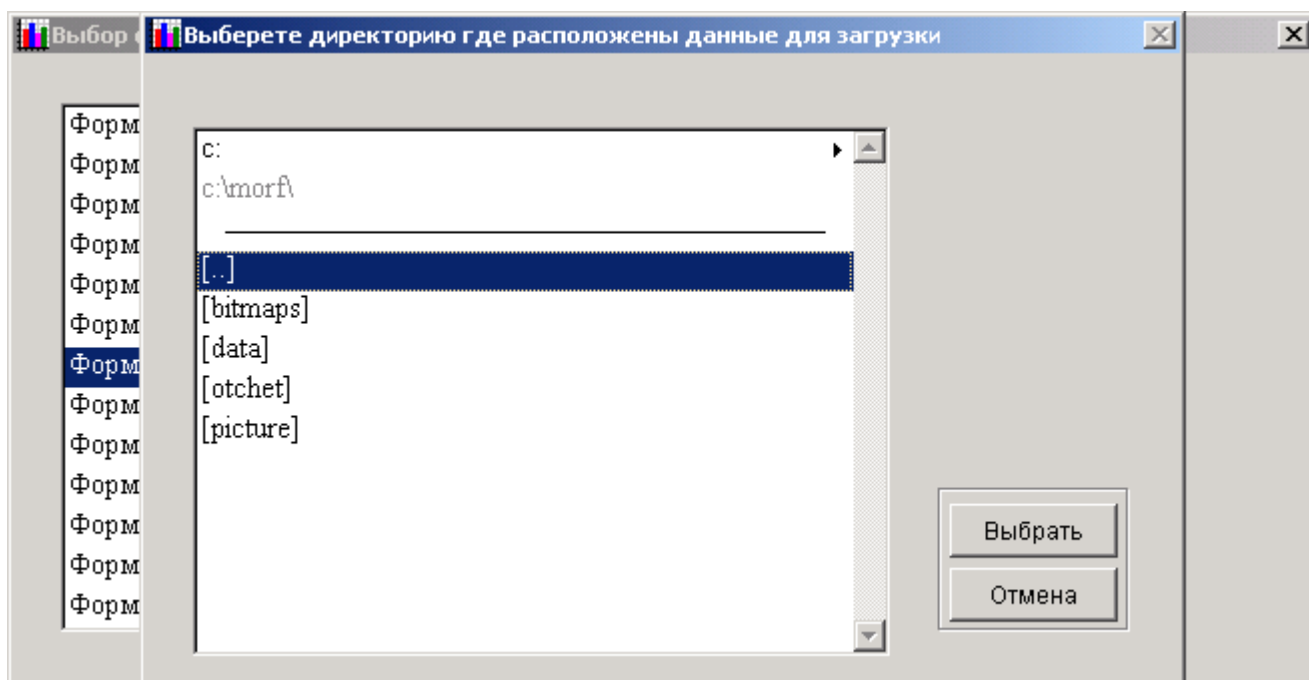 Выбор
Выберете директорию где расположены данные для загрузки
Форм
Форм
Форм
Форм
Форм
Форм
Форм
Форм
Форм
Форм
Форм
Форм
Форм
c:
c:\morf\
[..]
[bitmaps]
[data]
[otchet]
[picture]
Выбрать
Отмена